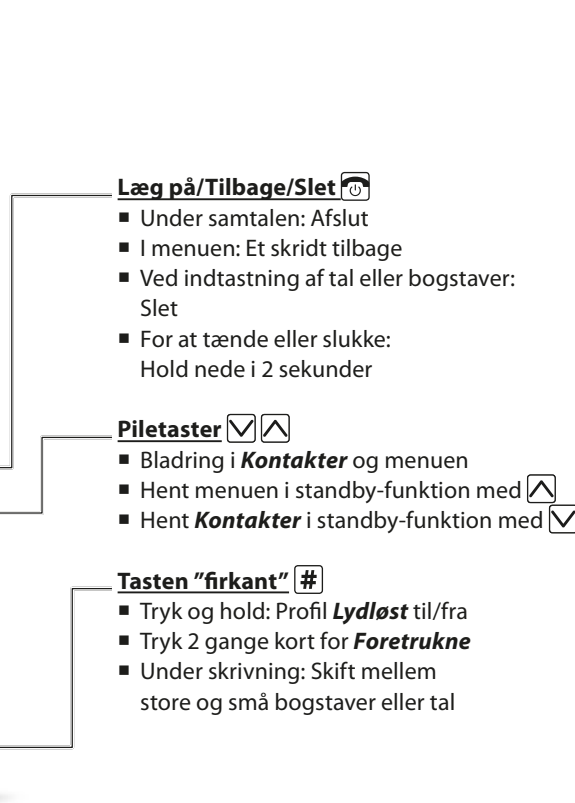 Læg på/Tilbage/Slet
■ Under samtalen: Afslut
■ I menuen: Et skridt tilbage
■ Ved indtastning af tal eller bogstaver:
Slet
■ For at tænde eller slukke:
Hold nede i 2 sekunder
Piletaster
■ Bladring i Kontakter og menuen
■ Hent menuen i standby-funktion med
■ Hent Kontakter i standby-funktion med
Tasten ”firkant” #
■ Tryk og hold: Profil Lydløst til/fra
■ Tryk 2 gange kort for Foretrukne
■ Under skrivning: Skift mellem
store og små bogstaver eller tal